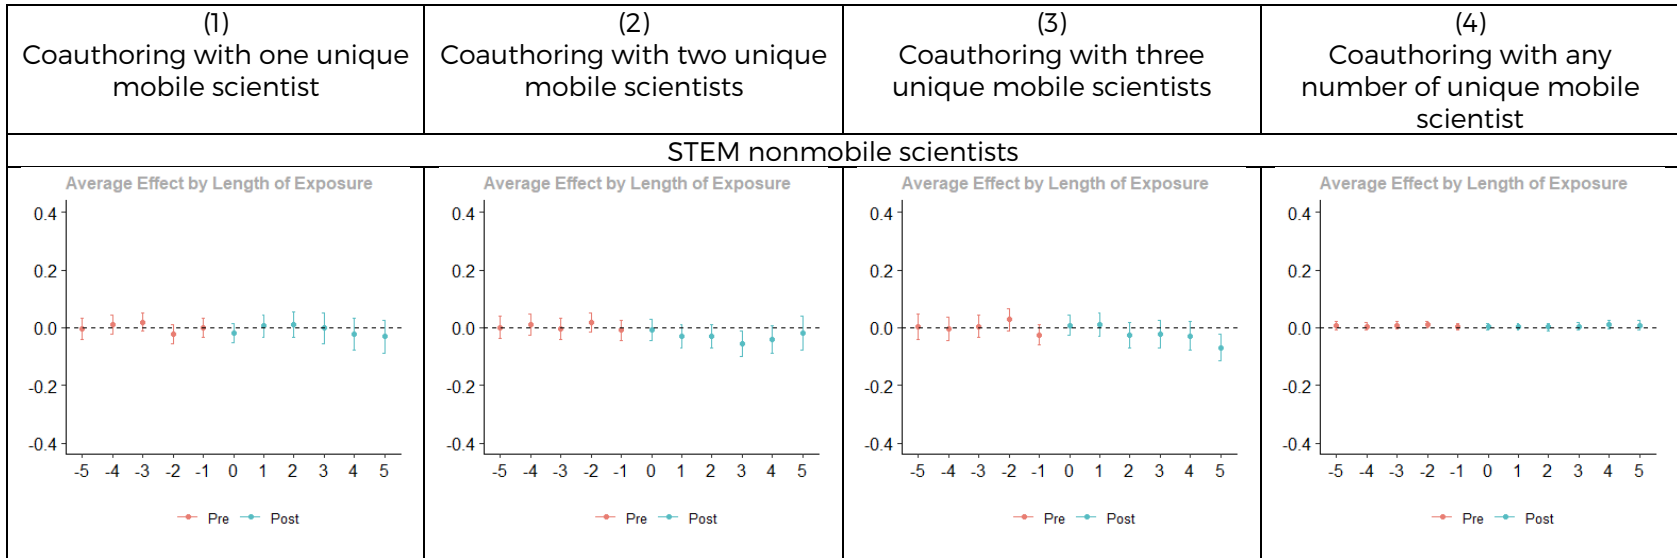 (1)
Coauthoring with one unique
mobile scientist
(2)
Coauthoring with two unique
mobile scientists
(3)
Coauthoring with three
unique mobile scientists
(4)
Coauthoring with any
number of unique mobile
scientist
STEM nonmobile scientists
Average Effect by Length of Exposure
0.4
0.2
0.0
-0.2
-0.4
-5 -4 -3 -2 -1 0 1 2 3 4 5
Pre Post
Average Effect by Length of Exposure
0.4
0.2
0.0
-0.2
-0.4
-5 -4 -3 -2 -1 0 1 2 3 4 5
Pre Post
Average Effect by Length of Exposure
0.4
0.2
0.0
-0.2
-0.4
-5 -4 -3 -2 -1 0 1 2 3 4 5
Pre Post
Average Effect by Length of Exposure
0.4
0.2
0.0
-0.2
-0.4
-5 -4 -3 -2 -1 0 1 2 3 4 5
Pre Post